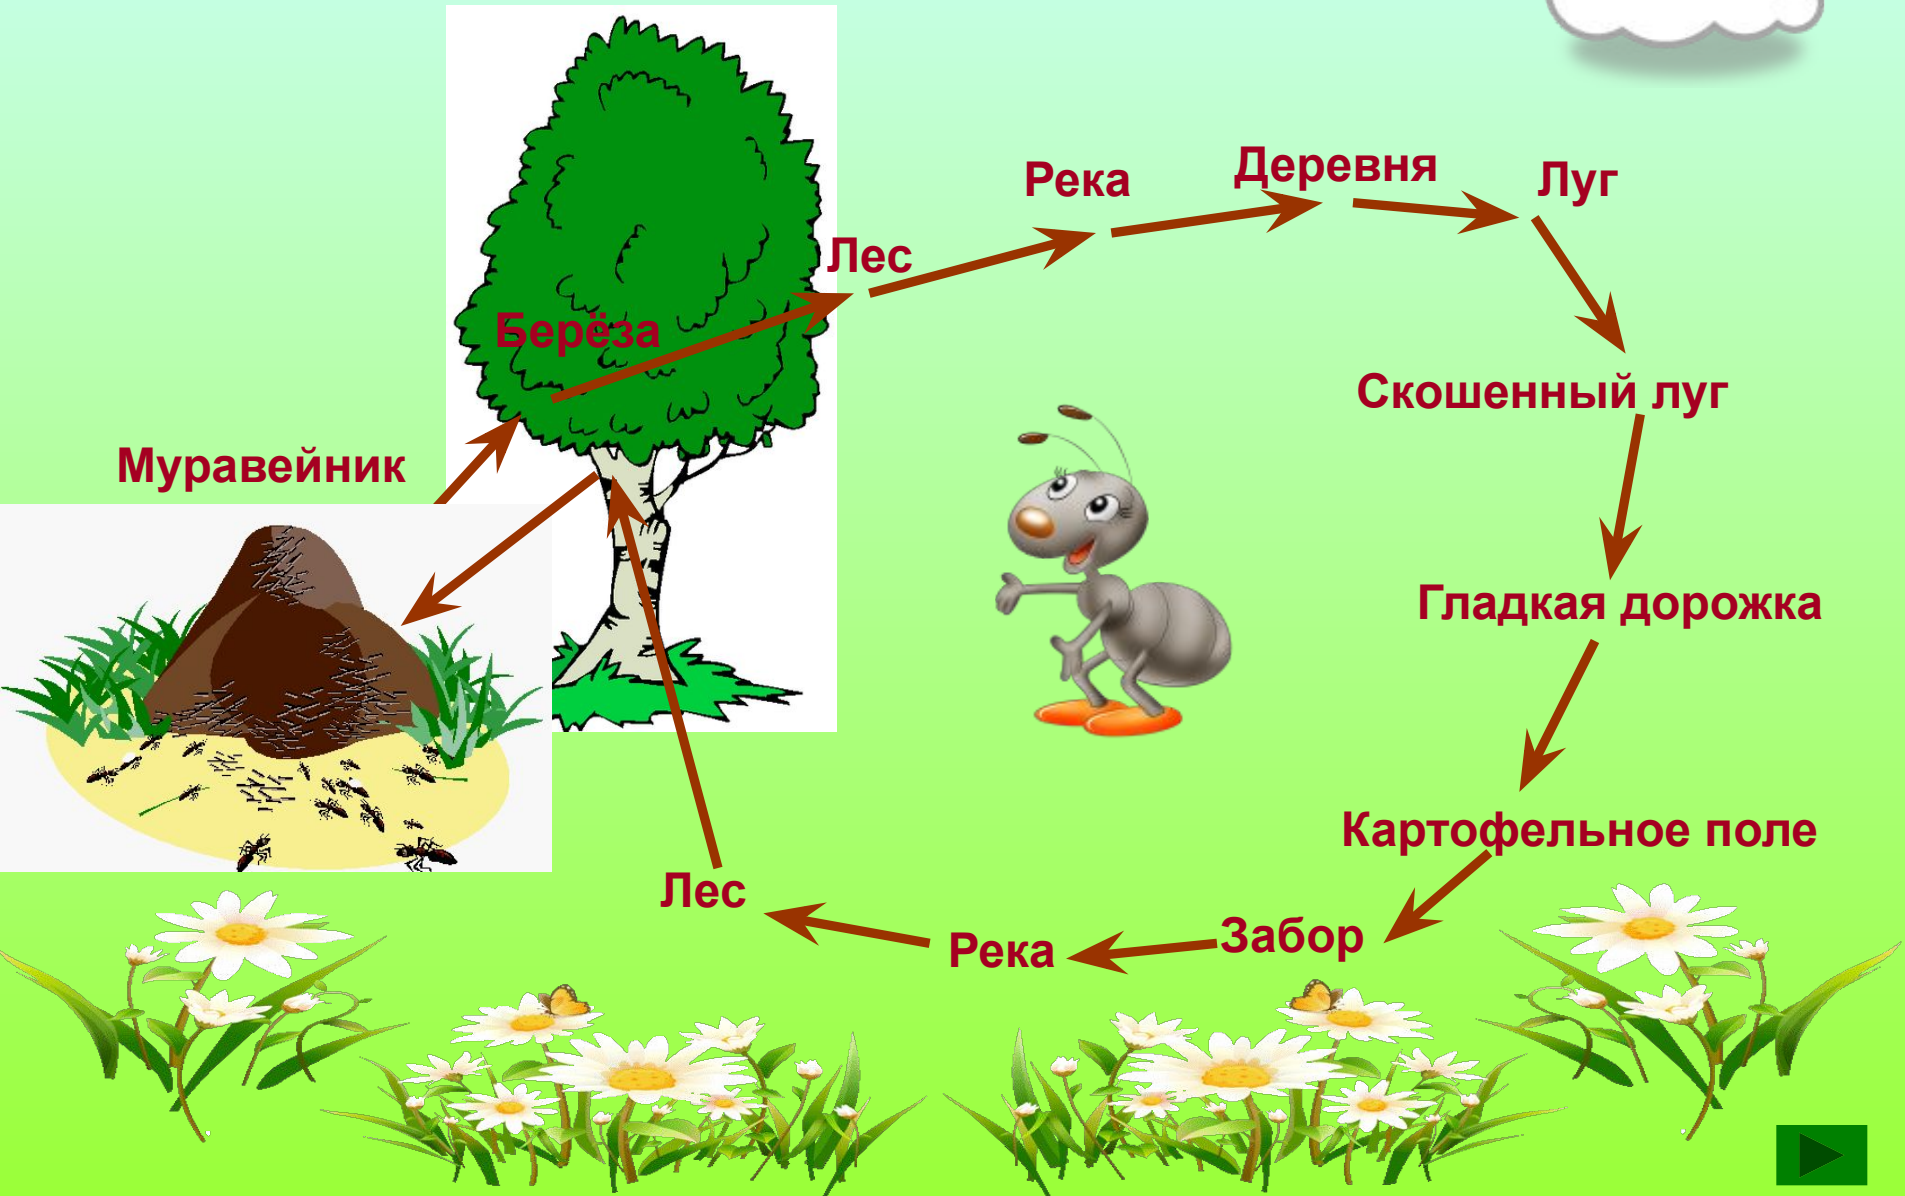 Муравейник
Берёза
Лес
Река
Деревня
Луг
Скошенный луг
Гладкая дорожка
Картофельное поле
Забор
Река
Лес